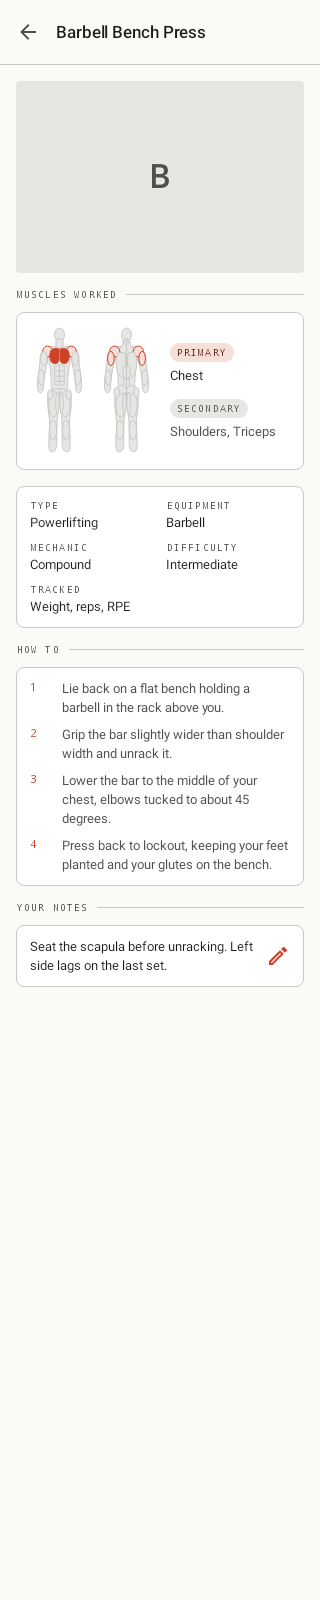 Barbell Bench Press
B
MUSCLES WORKED
PRIMARY
Chest
SECONDARY
Shoulders, Triceps
TYPE
EQUIPMENT
Powerlifting
Barbell
MECHANIC
DIFFICULTY
Compound
Intermediate
TRACKED
Weight, reps, RPE
HOW TO
1 Lie back on a flat bench holding a
barbell in the rack above you.
2 Grip the bar slightly wider than shoulder
width and unrack it.
3 Lower the bar to the middle of your
chest, elbows tucked to about 45
degrees.
4 Press back to lockout, keeping your feet
planted and your glutes on the bench.
YOUR NOTES
Seat the scapula before unracking. Left
side lags on the last set.